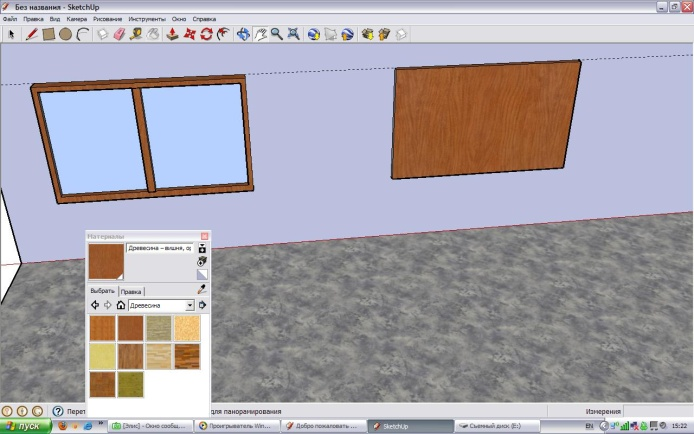 Без названия - SketchUp
Файл Правка Вид Камера Рисование Инструменты Окно Справка
Материалы
Древесина – вишня, ор
Выбрать Правка
Древесина
Перет
для панорамирования
Измерения
пуск
[Элис] - Окно сообщ...
Проигрыватель Win...
Добро пожаловать ...
SketchUp
Съемный диск (E:)
EN
15:22